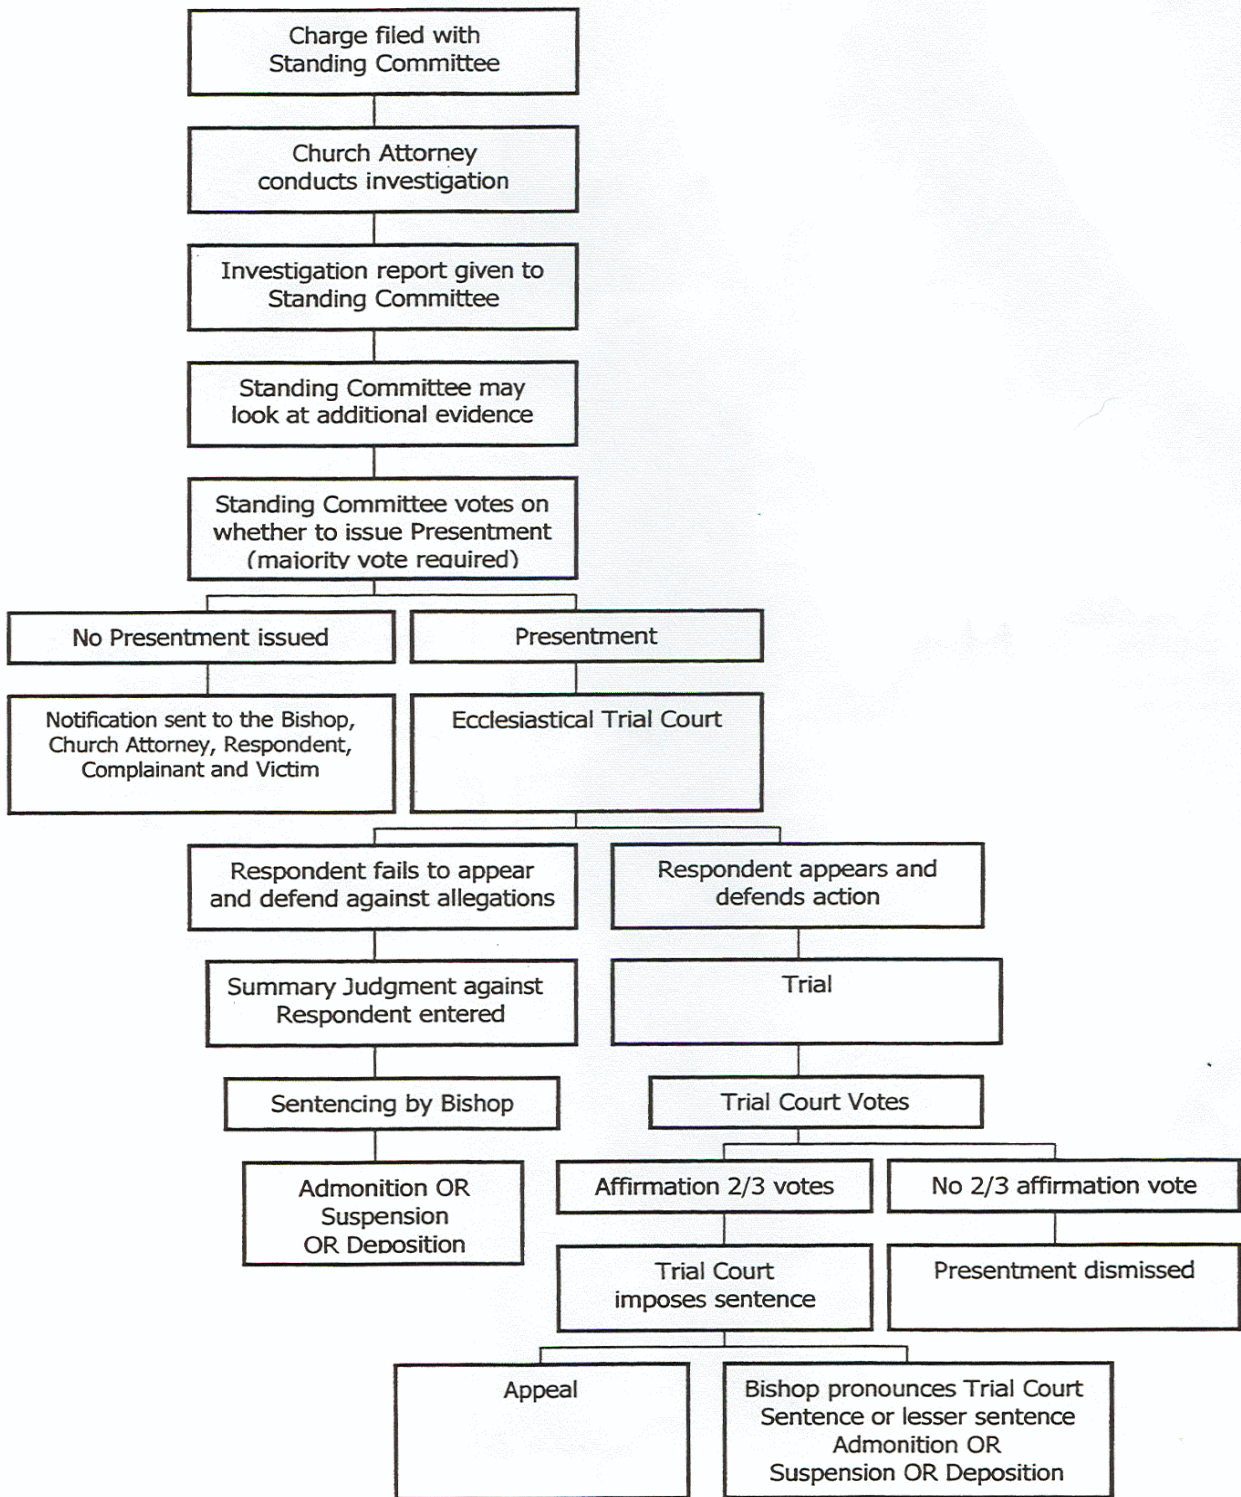 Charge filed with
Standing Committee
Church Attorney
conducts investigation
Investigation report given to
Standing Committee
Standing Committee may
look at additional evidence
Standing Committee votes on
whether to issue Presentment
(majority vote required)
No Presentment issued
Presentment
Notification sent to the Bishop,
Church Attorney, Respondent,
Complainant and Victim
Ecclesiastical Trial Court
Respondent fails to appear
and defend against allegations
Respondent appears and
defends action
Summary Judgment against
Respondent entered
Trial
Sentencing by Bishop
Trial Court Votes
Admonition OR
Suspension
OR Deposition
Affirmation 2/3 votes
No 2/3 affirmation vote
Trial Court
imposes sentence
Presentment dismissed
Appeal
Bishop pronounces Trial Court
Sentence or lesser sentence
Admonition OR
Suspension OR Deposition